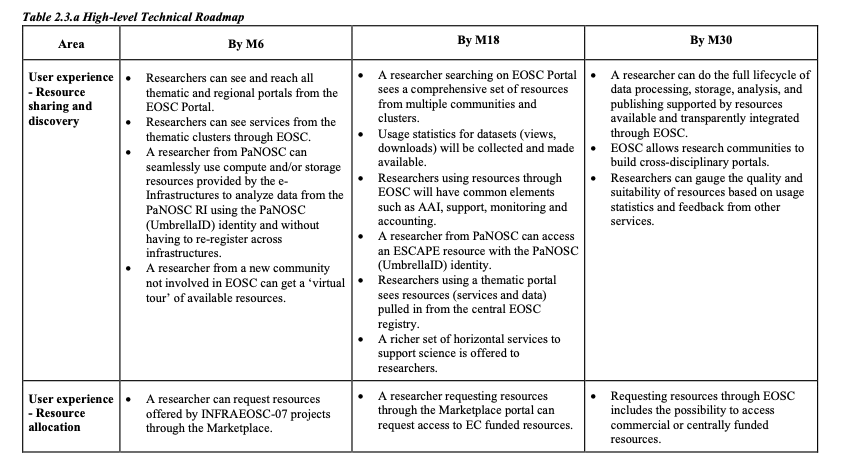 Table 2.3.a High-level Technical Roadmap
Area
By M6
By M18
By M30
User experience
- Resource
sharing and
discovery
• Researchers can see and reach all
thematic and regional portals from the
EOSC Portal.
• Researchers can see services from the
thematic clusters through EOSC.
• A researcher from PaNOSC can
seamlessly use compute and/or storage
resources provided by the e-
Infrastructures to analyze data from the
PaNOSC RI using the PaNOSC
(UmbrellaID) identity and without
having to re-register across
infrastructures.
• A researcher from a new community
not involved in EOSC can get a ‘virtual
tour’ of available resources.
• A researcher searching on EOSC Portal
sees a comprehensive set of resources
from multiple communities and
clusters.
• Usage statistics for datasets (views,
downloads) will be collected and made
available.
• Researchers using resources through
EOSC will have common elements
such as AAI, support, monitoring and
accounting.
• A researcher from PaNOSC can access
an ESCAPE resource with the PaNOSC
(UmbrellaID) identity.
• Researchers using a thematic portal
sees resources (services and data)
pulled in from the central EOSC
registry.
• A richer set of horizontal services to
support science is offered to
researchers.
• A researcher can do the full lifecycle of
data processing, storage, analysis, and
publishing supported by resources
available and transparently integrated
through EOSC.
• EOSC allows research communities to
build cross-disciplinary portals.
• Researchers can gauge the quality and
suitability of resources based on usage
statistics and feedback from other
services.
User experience
- Resource
allocation
• A researcher can request resources
offered by INFRAEOSC-07 projects
through the Marketplace.
• A researcher requesting resources
through the Marketplace portal can
request access to EC funded resources.
• Requesting resources through EOSC
includes the possibility to access
commercial or centrally funded
resources.